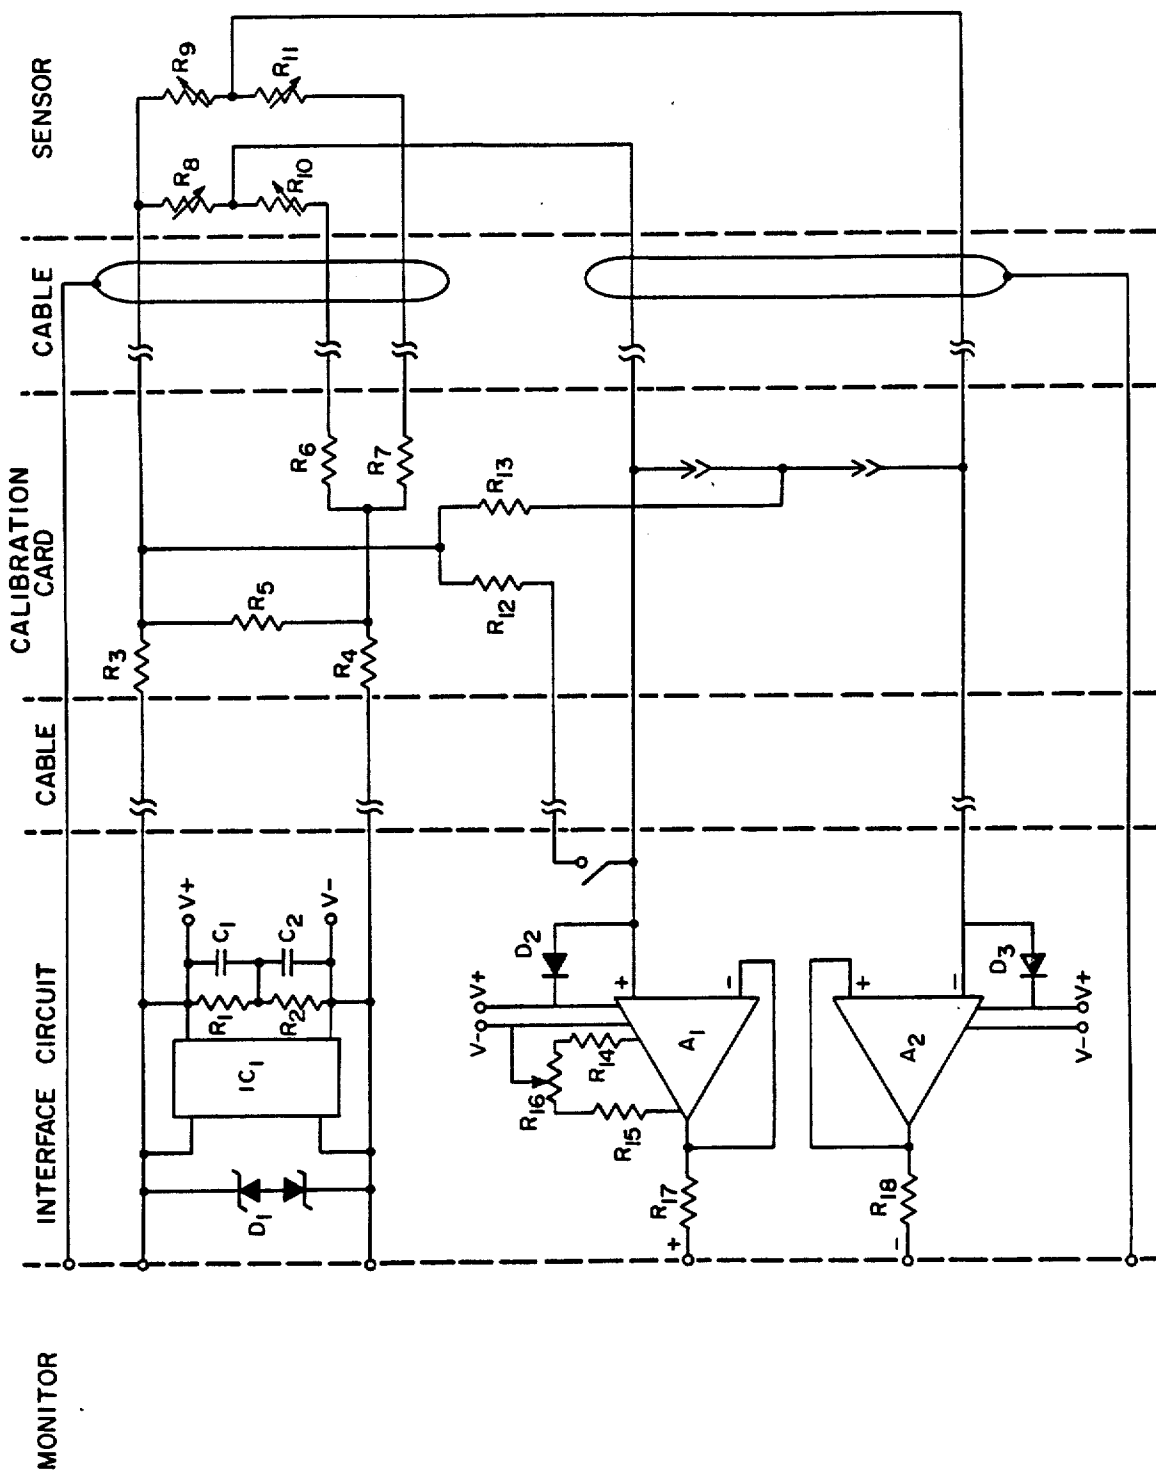 MONITOR
INTERFACE CIRCUIT
CABLE
CALIBRATION
CARD
CABLE
SENSOR
D1
IC1
R1
R2
C1
C2
V+
V-
R3
R4
R5
R6
R7
R8
R9
R10
R11
R12
R13
V-
V+
D2
R16
R14
R15
A1
+
-
R17
+
A2
+
-
R18
-
D3
V-
V+